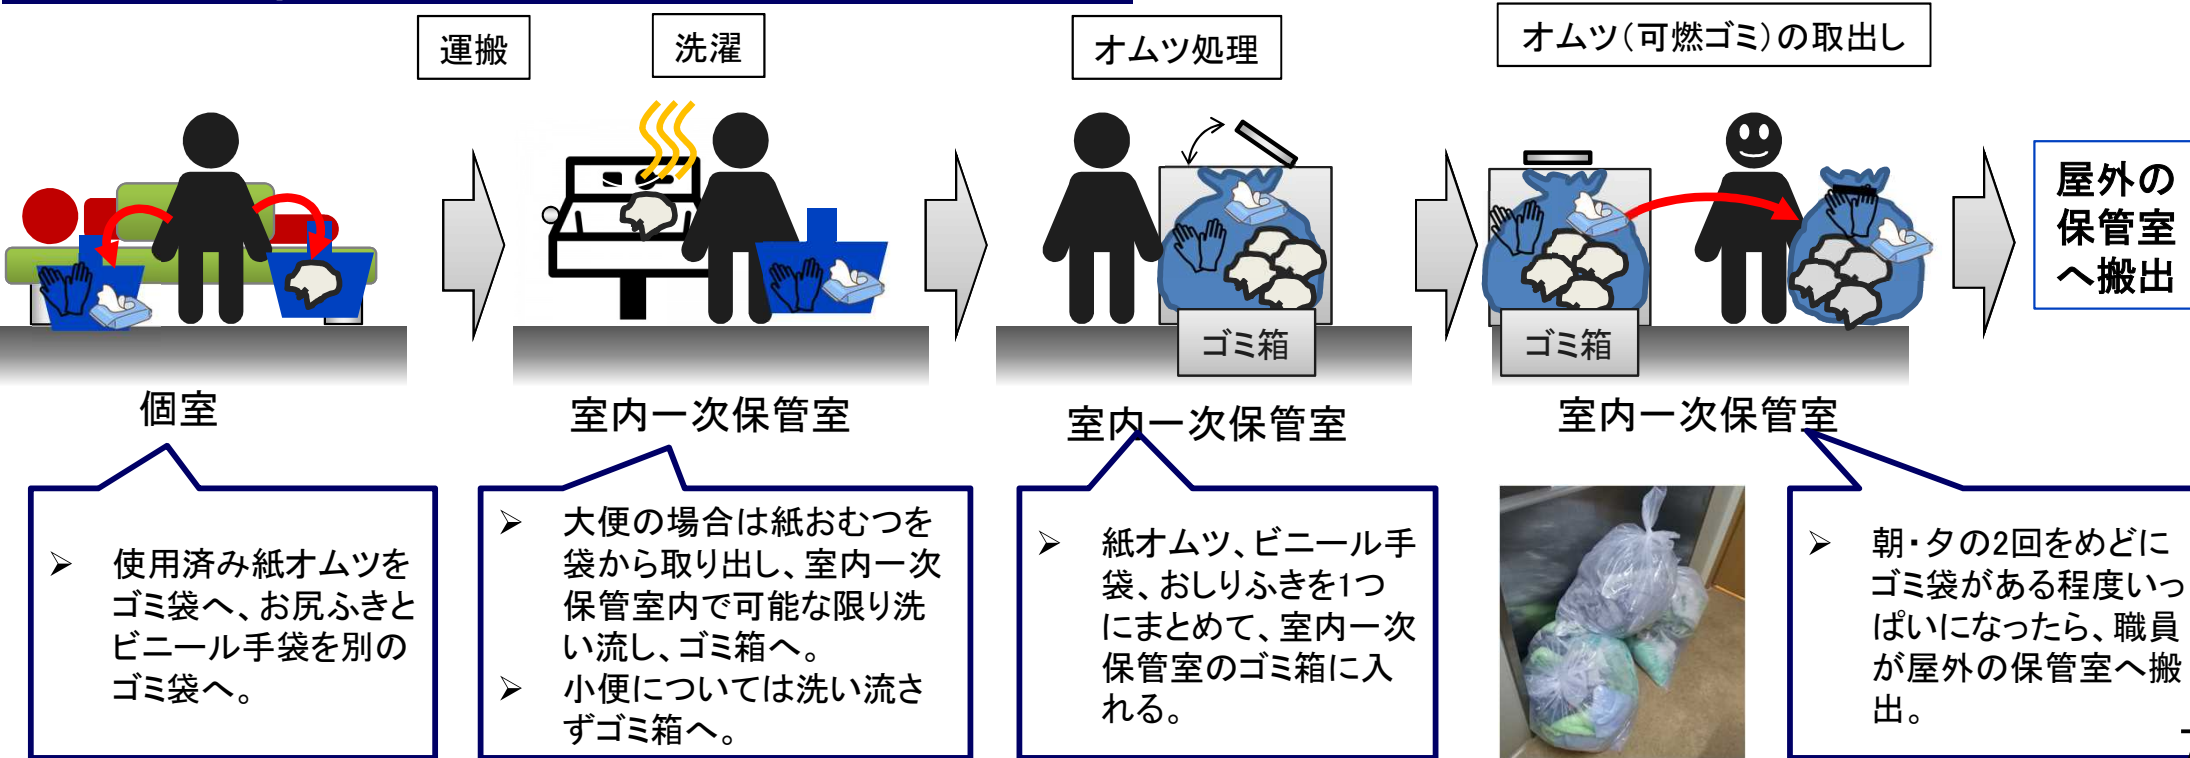 運搬
洗濯
オムツ処理
オムツ(可燃ゴミ)の取出し
屋外の
保管室
へ搬出
ゴミ箱
ゴミ箱
個室
室内一次保管室
室内一次保管室
室内一次保管室
➢ 使用済み紙オムツを
ゴミ袋へ、お尻ふきと
ビニール手袋を別の
ゴミ袋へ。
➢ 大便の場合は紙おむつを
袋から取り出し、室内一次
保管室内で可能な限り洗
い流し、ゴミ箱へ。
➢ 小便については洗い流さ
ずゴミ箱へ。
➢ 紙オムツ、ビニール手
袋、おしりふきを1つ
にまとめて、室内一次
保管室のゴミ箱に入
れる。
➢ 朝・夕の2回をめどに
ゴミ袋がある程度いっ
ぱいになったら、職員
が屋外の保管室へ搬
出。